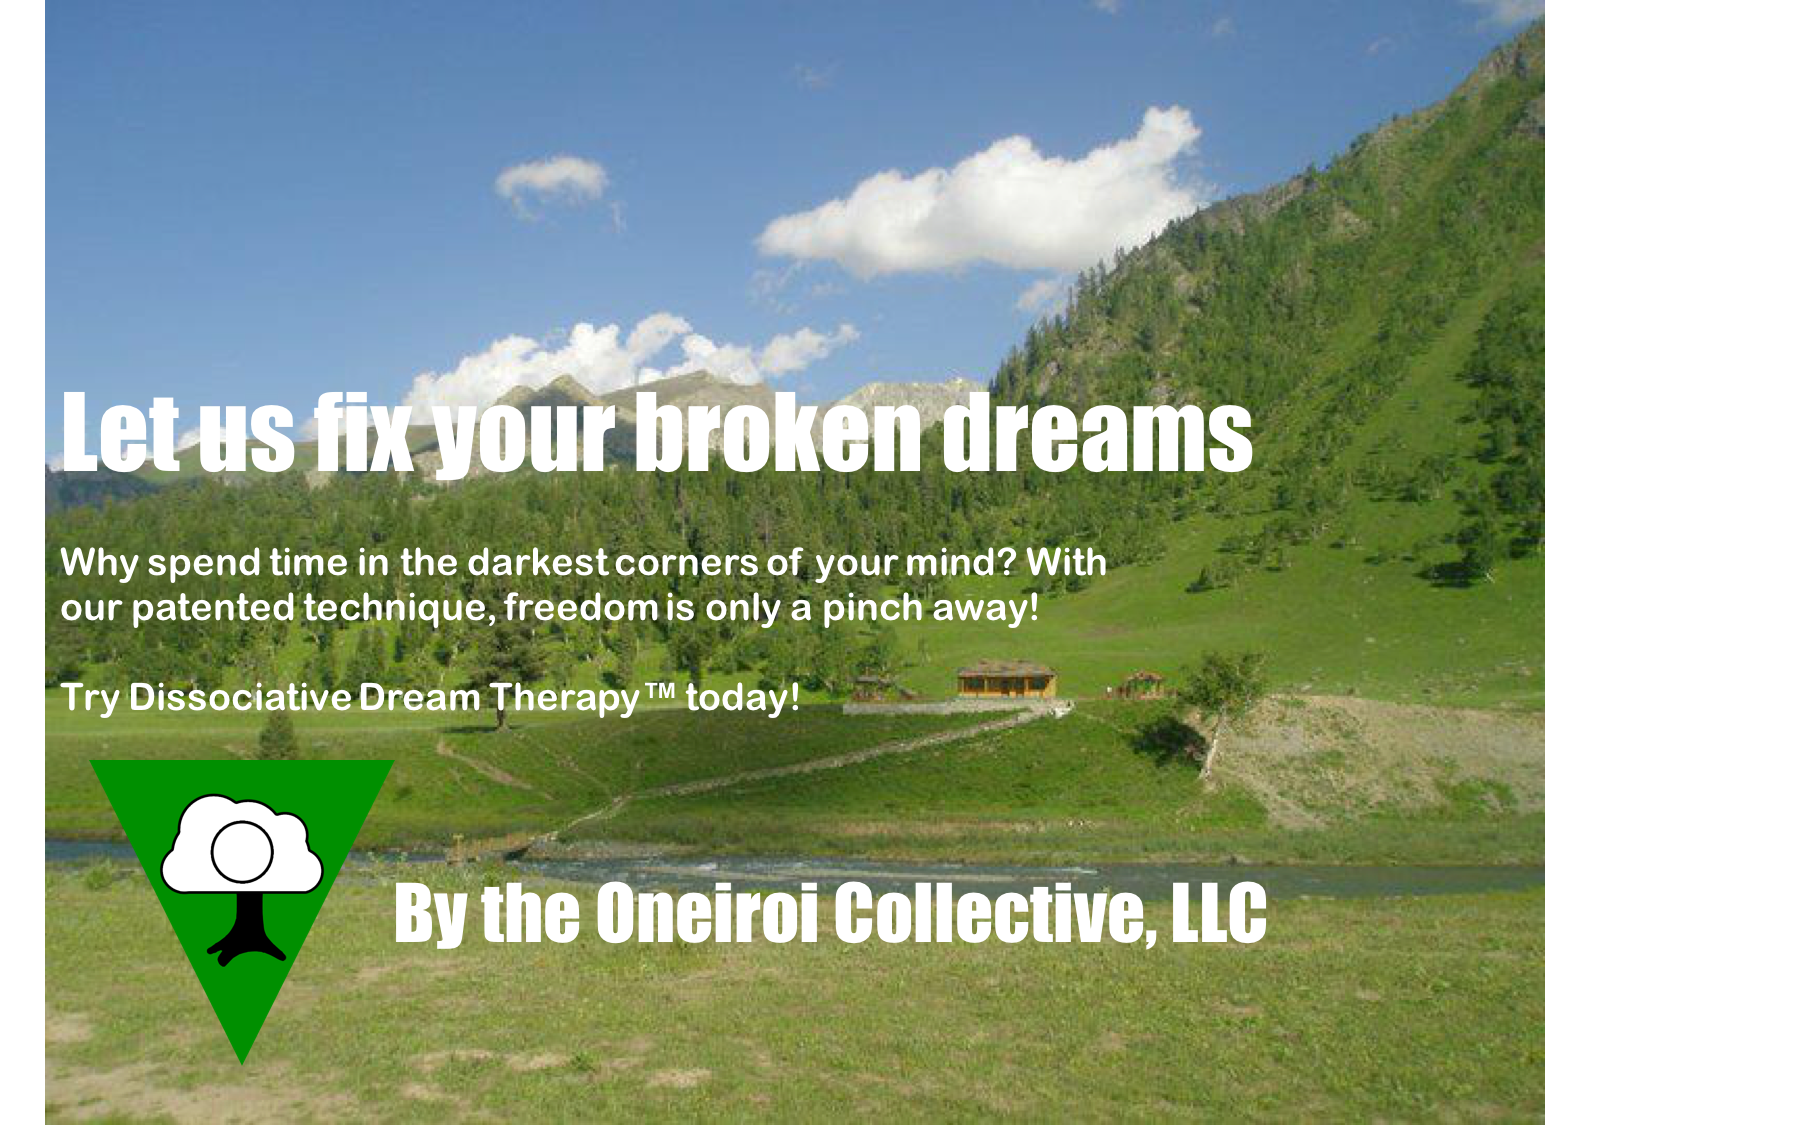 Let us fix your broken dreams
Why spend time in the darkest corners of your mind? With
our patented technique, freedom is only a pinch away!
Try Dissociative Dream Therapy™ today!
By the Oneiroi Collective, LLC